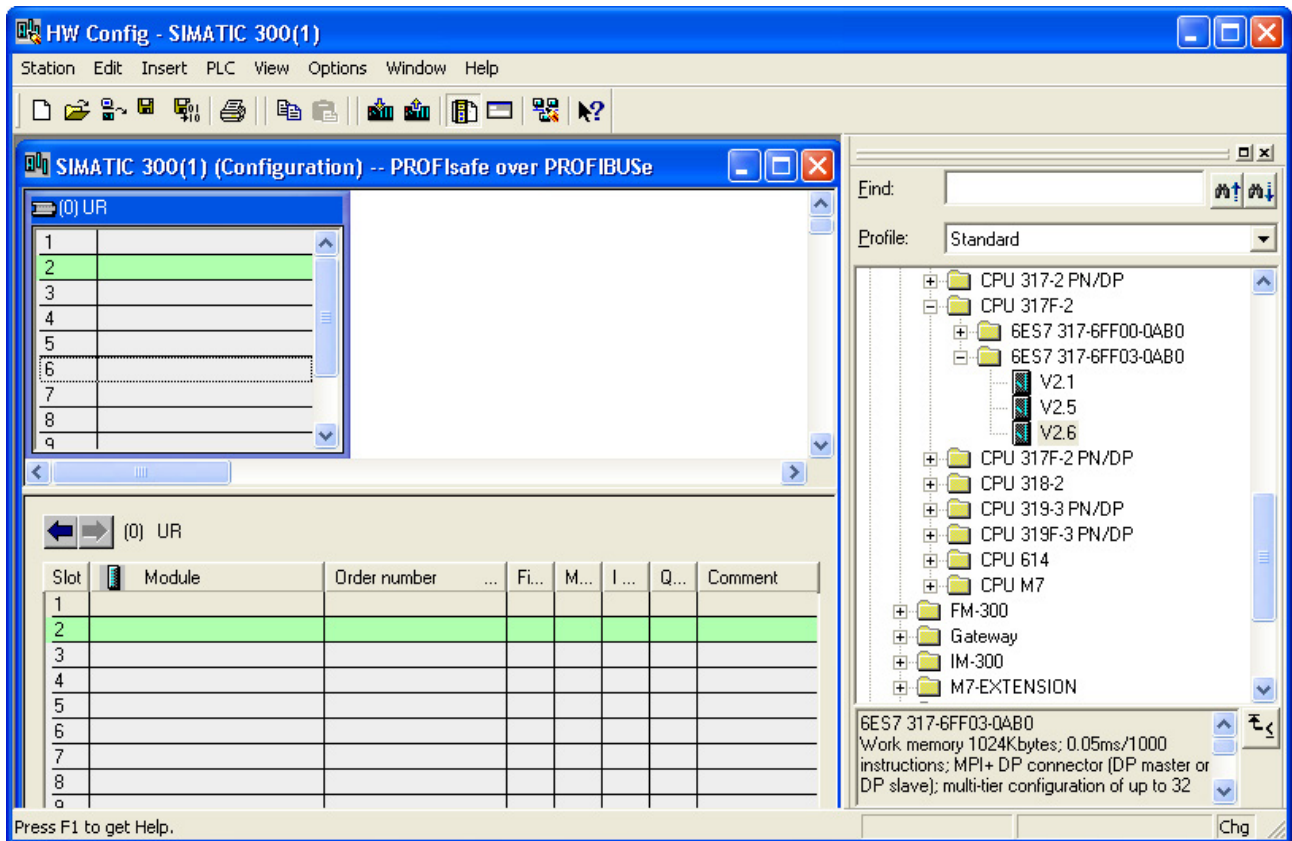 HW Config - SIMATIC 300(1)
Station Edit Insert PLC View Options Window Help
SIMATIC 300(1) (Configuration) -- PROFIsafe over PROFIBUSe
(0) UR
1
2
3
4
5
6
7
8
9
(0) UR
Slot Module Order number ... Fi... M... I ... Q... Comment
1
2
3
4
5
6
7
8
9
Find:
Profile: Standard
CPU 317-2 PN/DP
CPU 317F-2
6ES7 317-6FF00-0AB0
6ES7 317-6FF03-0AB0
V2.1
V2.5
V2.6
CPU 317F-2 PN/DP
CPU 318-2
CPU 319-3 PN/DP
CPU 319F-3 PN/DP
CPU 614
CPU M7
FM-300
Gateway
IM-300
M7-EXTENSION
6ES7 317-6FF03-0AB0
Work memory 1024Kbytes; 0.05ms/1000
instructions; MPI+ DP connector (DP master or
DP slave); multi-tier configuration of up to 32
Press F1 to get Help.
Chg